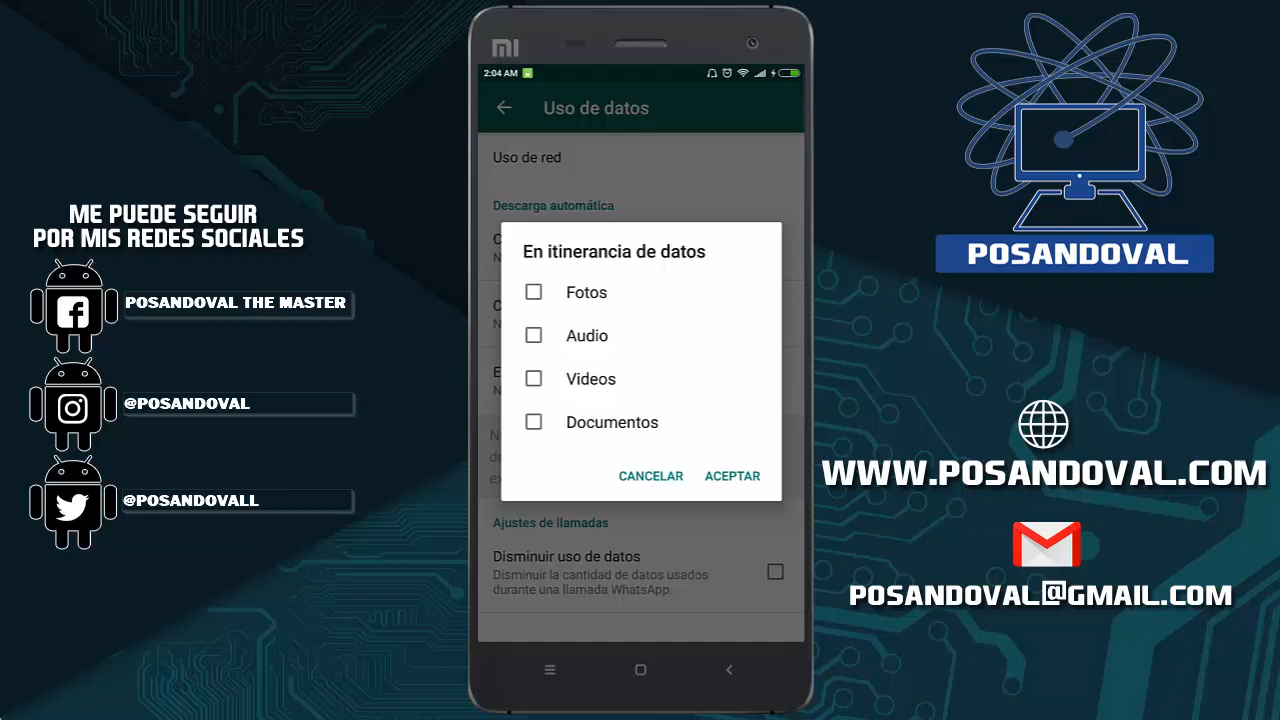 ME PUEDE SEGUIR
POR MIS REDES SOCIALES
POSANDOVAL THE MASTER
@POSANDOVAL
@POSANDOVALL
MI
2:04 AM
Uso de datos
Uso de red
Descarga automática
En itinerancia de datos
Fotos
Audio
Videos
Documentos
CANCELAR ACEPTAR
Ajustes de llamadas
Disminuir uso de datos
Disminuir la cantidad de datos usados
durante una llamada WhatsApp.
POSANDOVAL
WWW.POSANDOVAL.COM
POSANDOVAL@GMAIL.COM